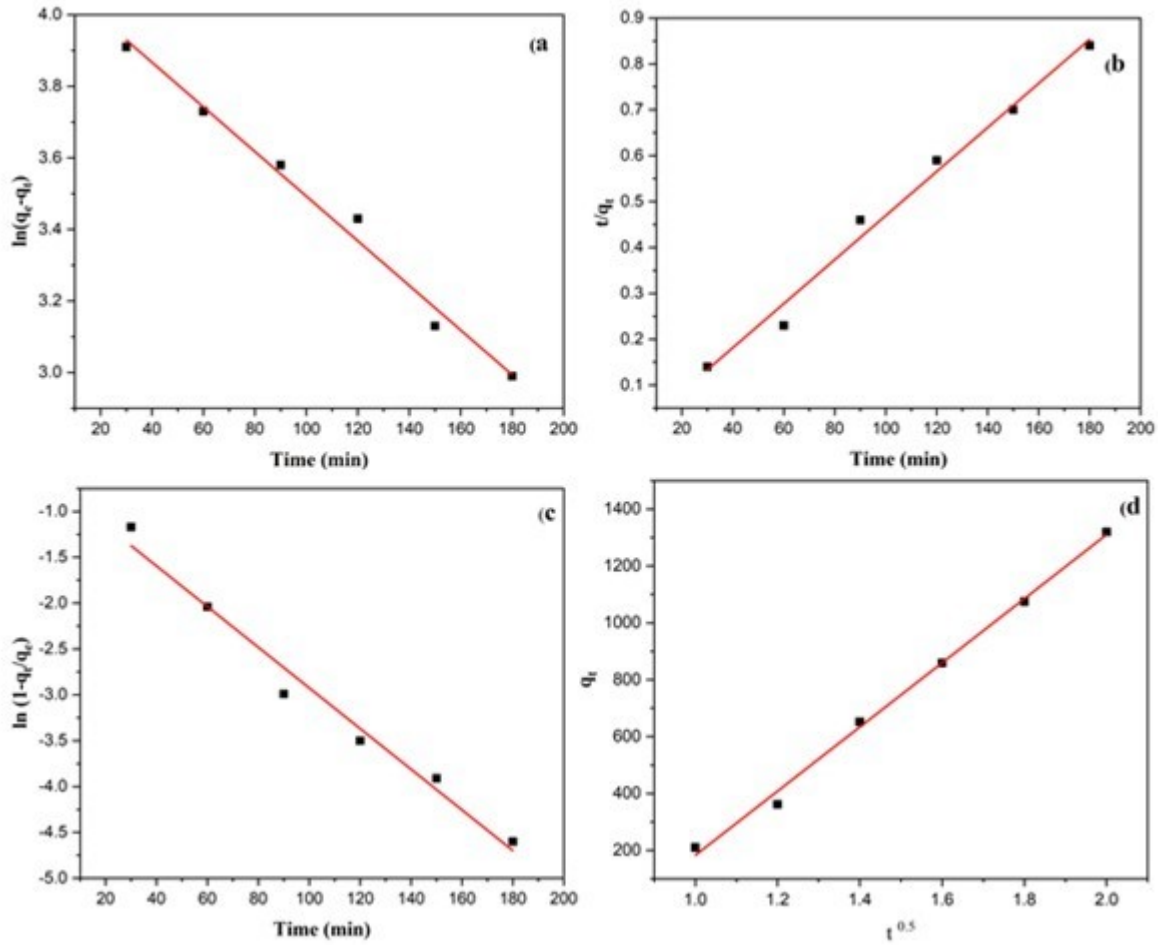 (a
ln(qₑ-qₜ)
4.0
3.8
3.6
3.4
3.2
3.0
20 40 60 80 100 120 140 160 180 200
Time (min)
(b
t/qₜ
0.9
0.8
0.7
0.6
0.5
0.4
0.3
0.2
0.1
20 40 60 80 100 120 140 160 180 200
Time (min)
(c
ln (1-qₜ/qₑ)
-1.0
-1.5
-2.0
-2.5
-3.0
-3.5
-4.0
-4.5
-5.0
20 40 60 80 100 120 140 160 180 200
Time (min)
(d
qₜ
1400
1200
1000
800
600
400
200
1.0 1.2 1.4 1.6 1.8 2.0
t 0.5